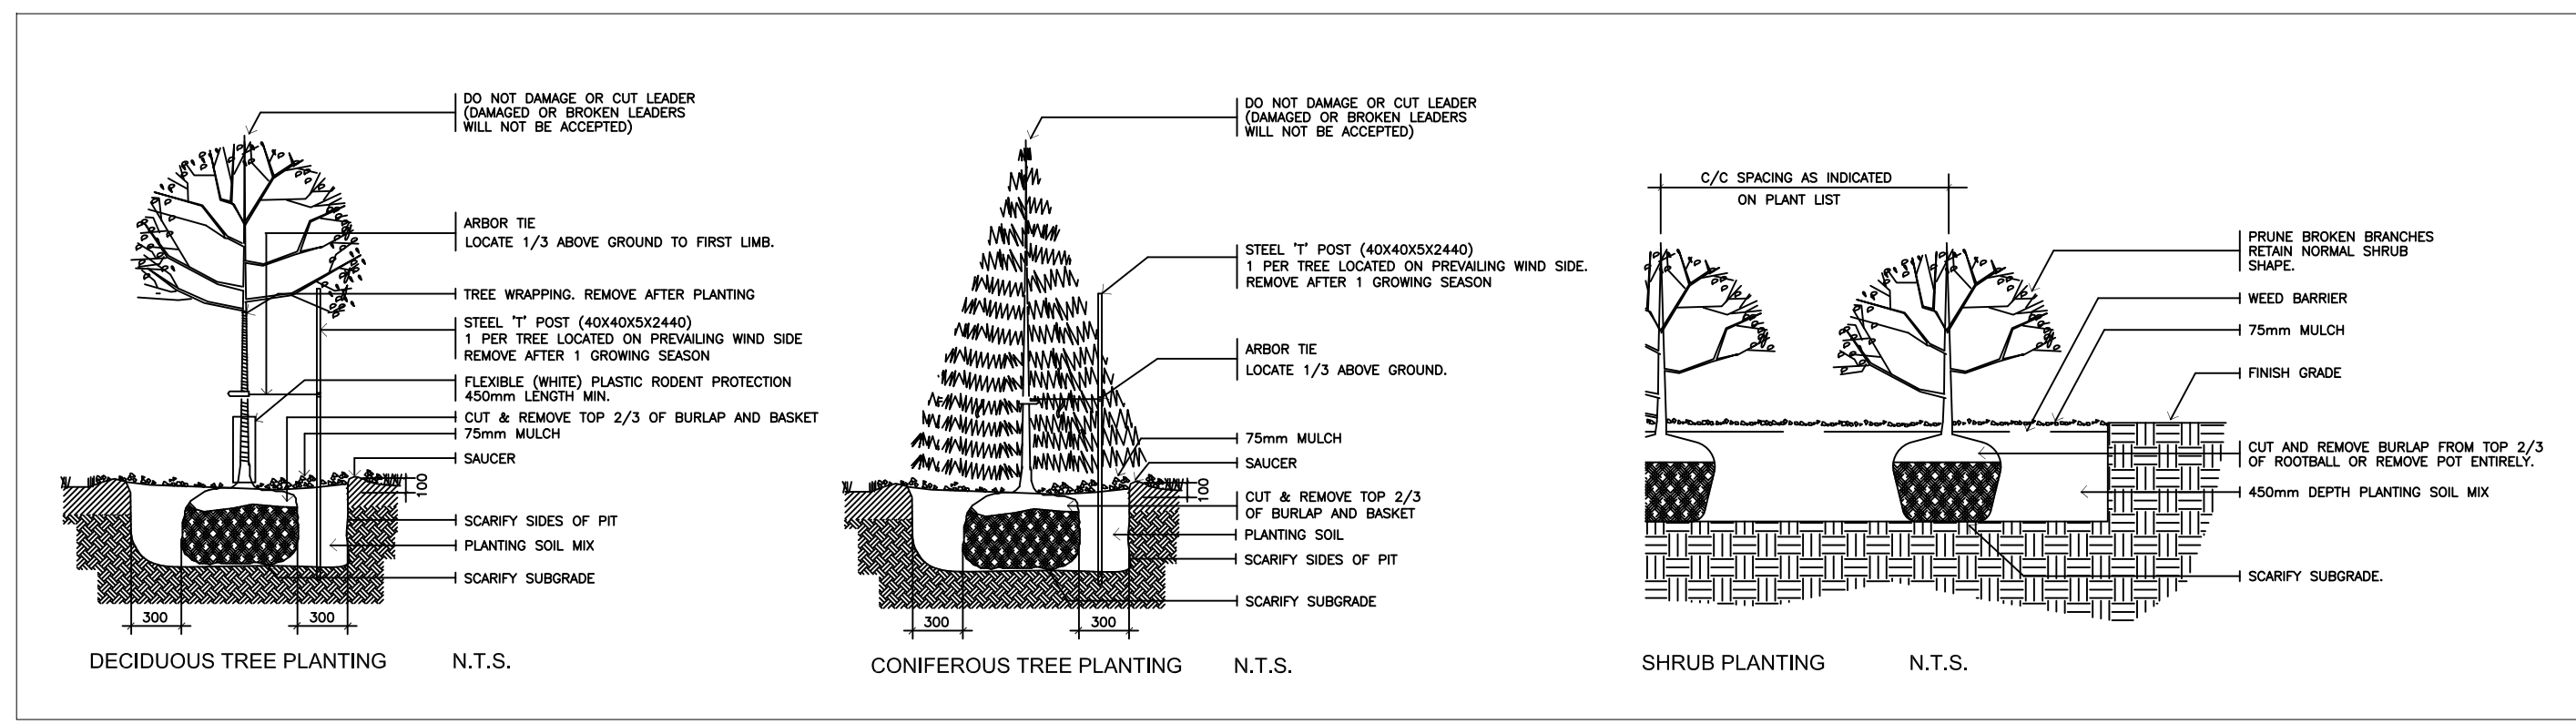 DO NOT DAMAGE OR CUT LEADER
(DAMAGED OR BROKEN LEADERS
WILL NOT BE ACCEPTED)
ARBOR TIE
LOCATE 1/3 ABOVE GROUND TO FIRST LIMB.
TREE WRAPPING. REMOVE AFTER PLANTING
STEEL 'T' POST (40X40X5X2440)
1 PER TREE LOCATED ON PREVAILING WIND SIDE
REMOVE AFTER 1 GROWING SEASON
FLEXIBLE (WHITE) PLASTIC RODENT PROTECTION
450mm LENGTH MIN.
CUT & REMOVE TOP 2/3 OF BURLAP AND BASKET
75mm MULCH
SAUCER
100
SCARIFY SIDES OF PIT
PLANTING SOIL MIX
SCARIFY SUBGRADE
300
300
DECIDUOUS TREE PLANTING N.T.S.
DO NOT DAMAGE OR CUT LEADER
(DAMAGED OR BROKEN LEADERS
WILL NOT BE ACCEPTED)
STEEL 'T' POST (40X40X5X2440)
1 PER TREE LOCATED ON PREVAILING WIND SIDE.
REMOVE AFTER 1 GROWING SEASON
ARBOR TIE
LOCATE 1/3 ABOVE GROUND.
75mm MULCH
SAUCER
100
CUT & REMOVE TOP 2/3
OF BURLAP AND BASKET
PLANTING SOIL
SCARIFY SIDES OF PIT
SCARIFY SUBGRADE
300
300
CONIFEROUS TREE PLANTING N.T.S.
C/C SPACING AS INDICATED
ON PLANT LIST
PRUNE BROKEN BRANCHES
RETAIN NORMAL SHRUB
SHAPE.
WEED BARRIER
75mm MULCH
FINISH GRADE
CUT AND REMOVE BURLAP FROM TOP 2/3
OF ROOTBALL OR REMOVE POT ENTIRELY.
450mm DEPTH PLANTING SOIL MIX
SCARIFY SUBGRADE.
SHRUB PLANTING N.T.S.